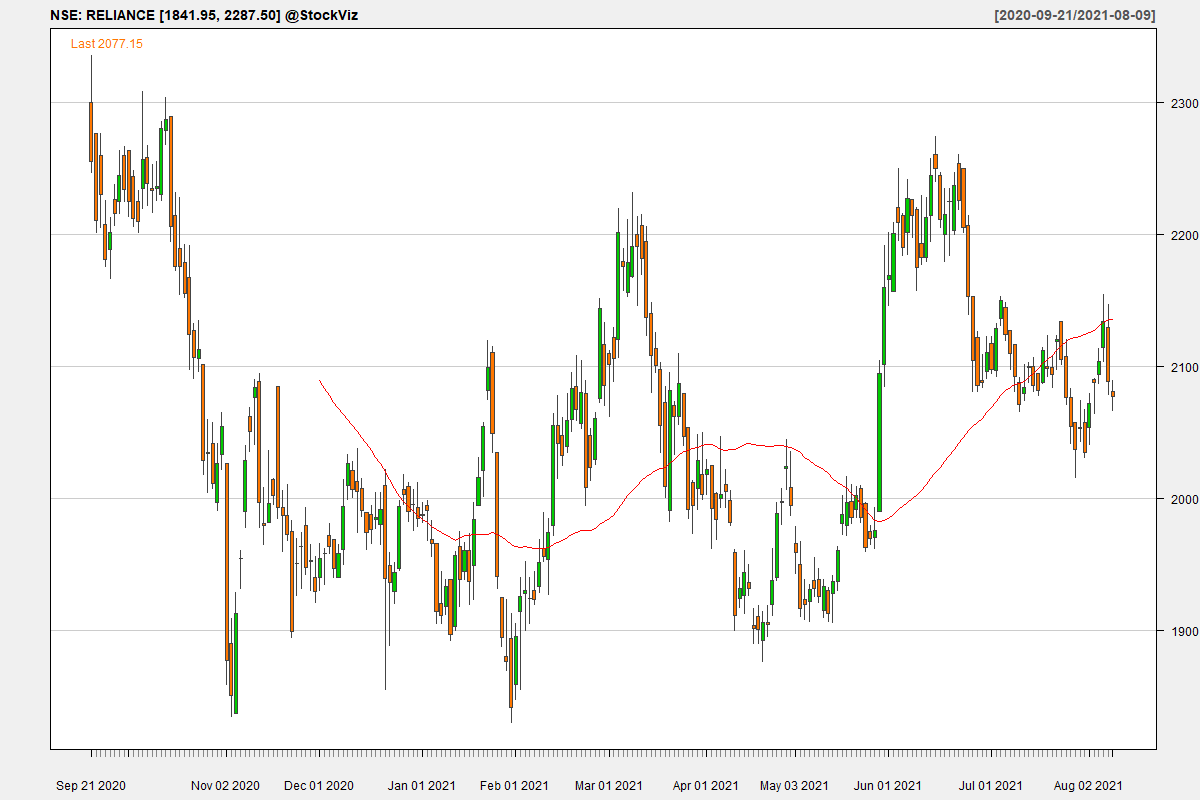 NSE: RELIANCE [1841.95, 2287.50] @StockViz [2020-09-21/2021-08-09]
Last 2077.15
2300
2200
2100
2000
1900
Sep 21 2020 Nov 02 2020 Dec 01 2020 Jan 01 2021 Feb 01 2021 Mar 01 2021 Apr 01 2021 May 03 2021 Jun 01 2021 Jul 01 2021 Aug 02 2021